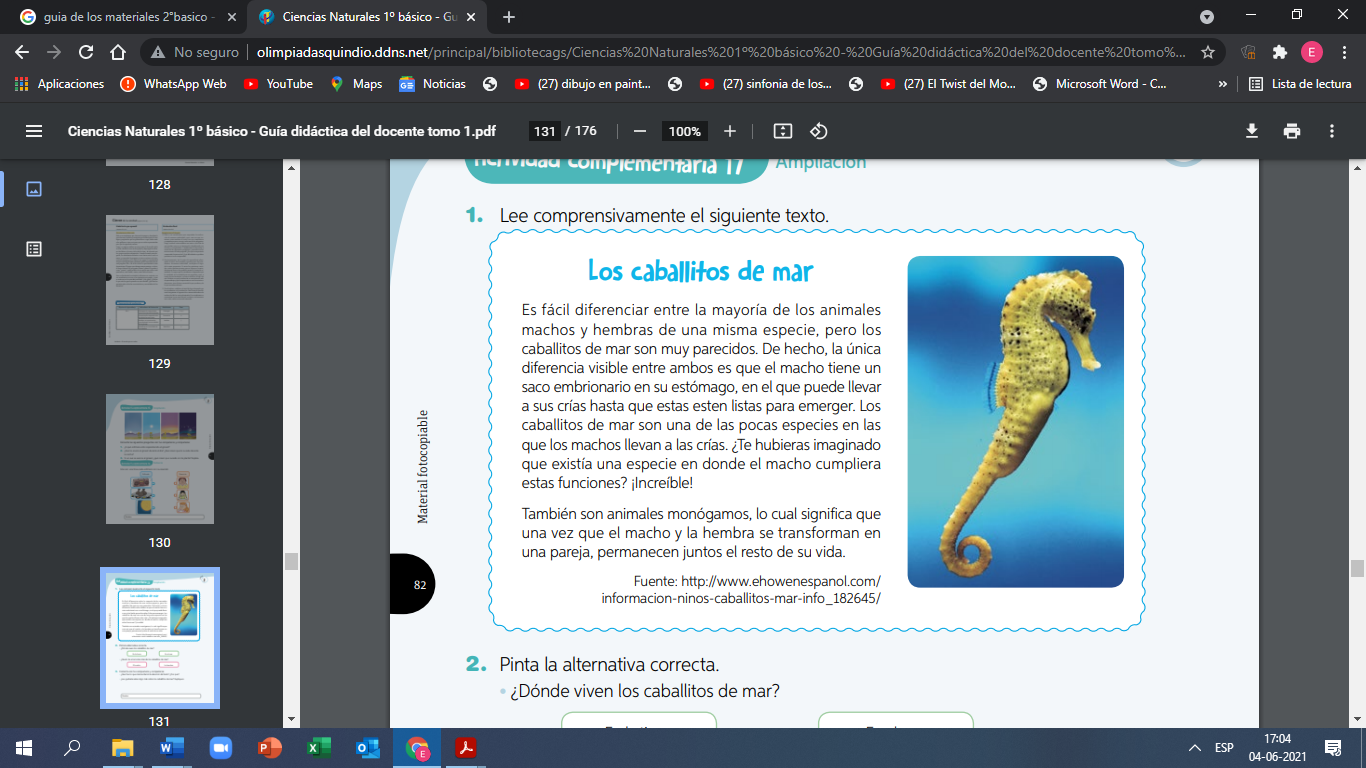 guia de los materiales 2°basico -
Ciencias Naturales 1º básico - Gu
No seguro
olimpiadasquindio.ddns.net/principal/bibliotecags/Ciencias%20Naturales%201º%20básico%20-%20Guía%20didáctica%20del%20docente%20tomo%...
E
Aplicaciones
WhatsApp Web
YouTube
Maps
Noticias
(27) dibujo en paint...
(27) sinfonia de los...
(27) El Twist del Mo...
Microsoft Word - C...
»
Lista de lectura
Ciencias Naturales 1º básico - Guía didáctica del docente tomo 1.pdf
131 / 176
100%
128
129
130
131
Actividad complementaria 17
Ampliación
1. Lee comprensivamente el siguiente texto.
Los caballitos de mar
Es fácil diferenciar entre la mayoría de los animales
machos y hembras de una misma especie, pero los
caballitos de mar son muy parecidos. De hecho, la única
diferencia visible entre ambos es que el macho tiene un
saco embrionario en su estómago, en el que puede llevar
a sus crías hasta que estas esten listas para emerger. Los
caballitos de mar son una de las pocas especies en las
que los machos llevan a las crías. ¿Te hubieras imaginado
que existía una especie en donde el macho cumpliera
estas funciones? ¡Increíble!
También son animales monógamos, lo cual significa que
una vez que el macho y la hembra se transforman en
una pareja, permanecen juntos el resto de su vida.
Fuente: http://www.ehowenespanol.com/
informacion-ninos-caballitos-mar-info_182645/
Material fotocopiable
82
2. Pinta la alternativa correcta.
• ¿Dónde viven los caballitos de mar?
ESP
17:04
04-06-2021